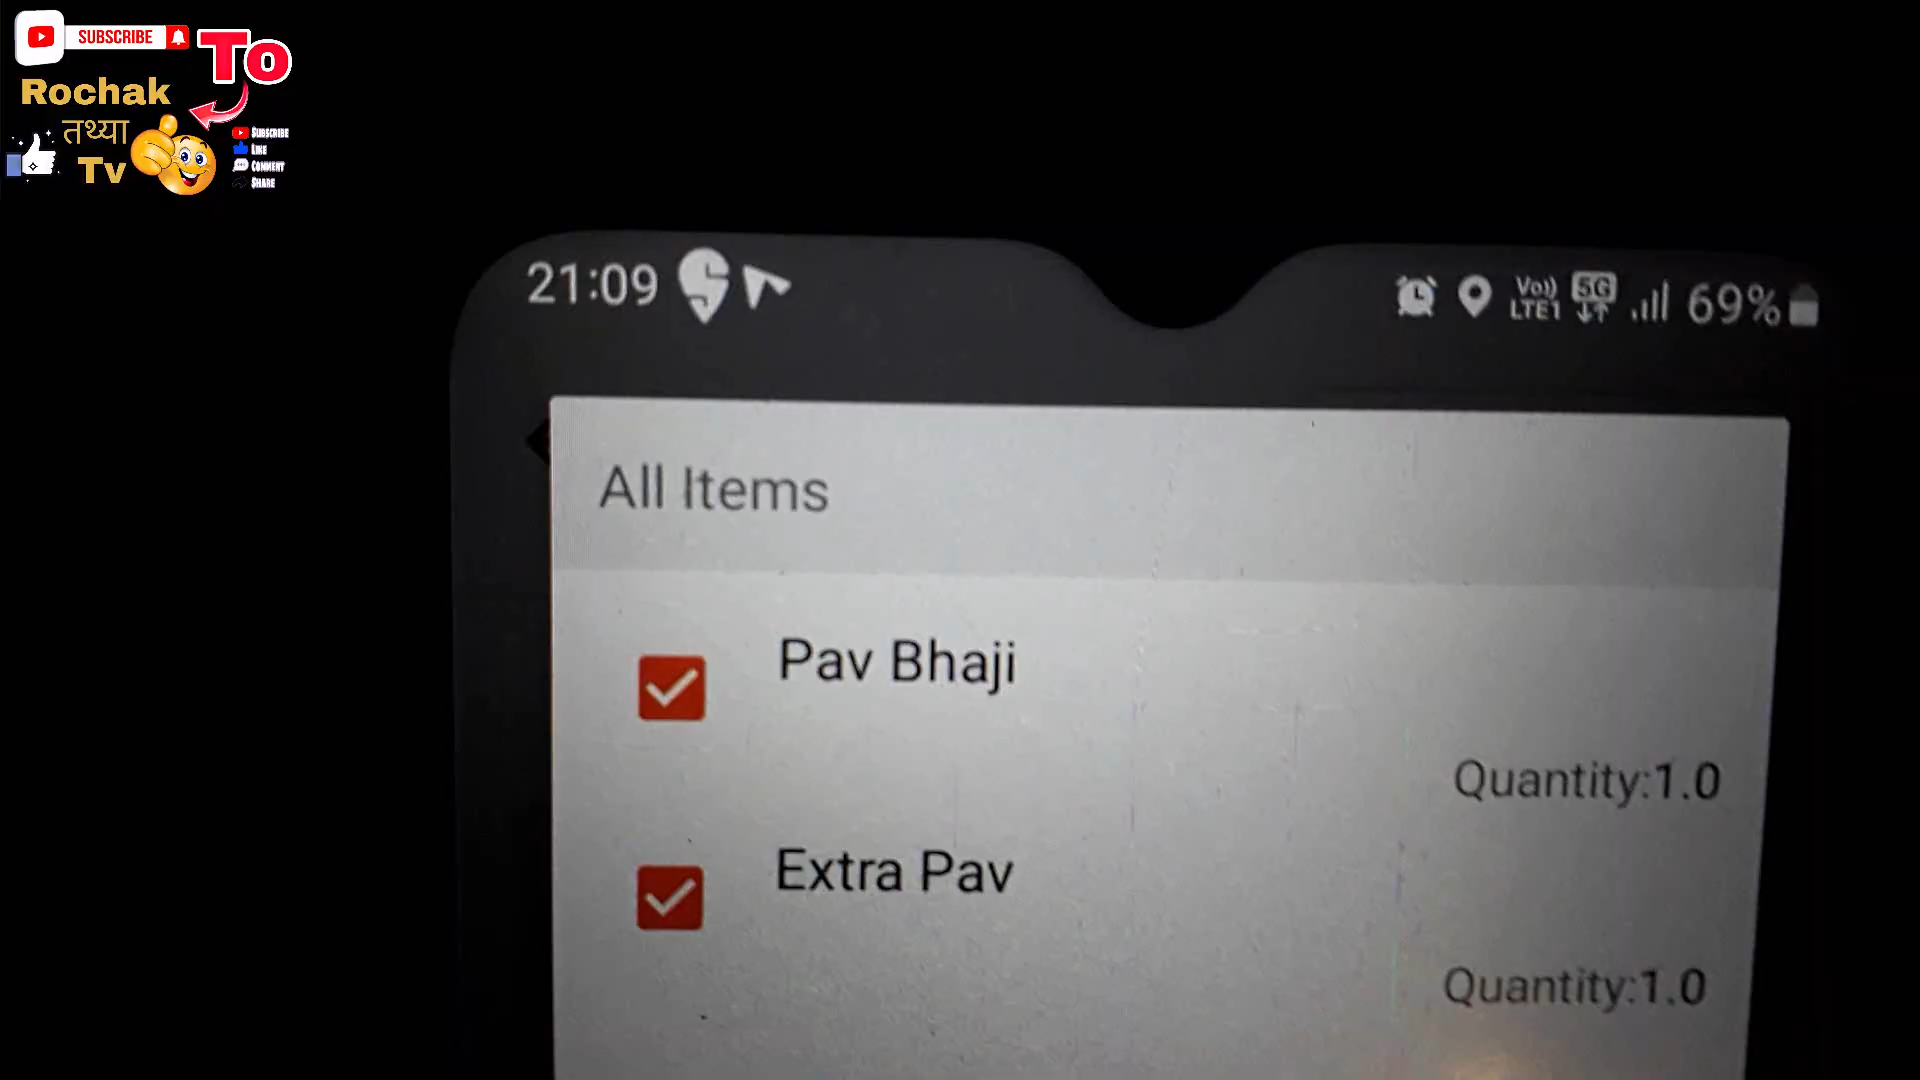 SUBSCRIBE
To
Rochak
तथ्या
Tv
SUBSCRIBE
LIKE
COMMENT
SHARE
21:09
Vo)) LTE1 5G 69%
All Items
Pav Bhaji
Quantity:1.0
Extra Pav
Quantity:1.0